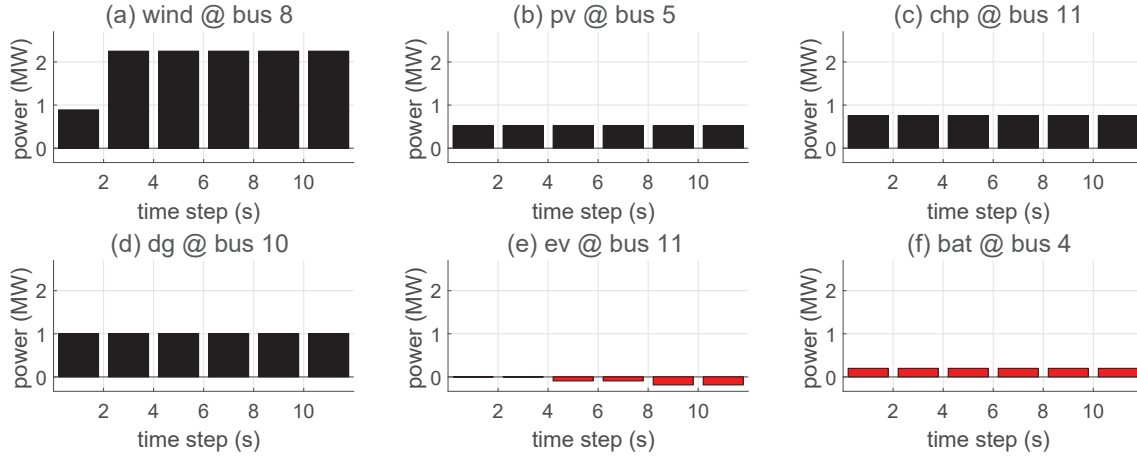 (a) wind @ bus 8
(b) pv @ bus 5
(c) chp @ bus 11
power (MW)
2
1
0
2 4 6 8 10
time step (s)
power (MW)
2
1
0
2 4 6 8 10
time step (s)
power (MW)
2
1
0
2 4 6 8 10
time step (s)
(d) dg @ bus 10
(e) ev @ bus 11
(f) bat @ bus 4
power (MW)
2
1
0
2 4 6 8 10
time step (s)
power (MW)
2
1
0
2 4 6 8 10
time step (s)
power (MW)
2
1
0
2 4 6 8 10
time step (s)